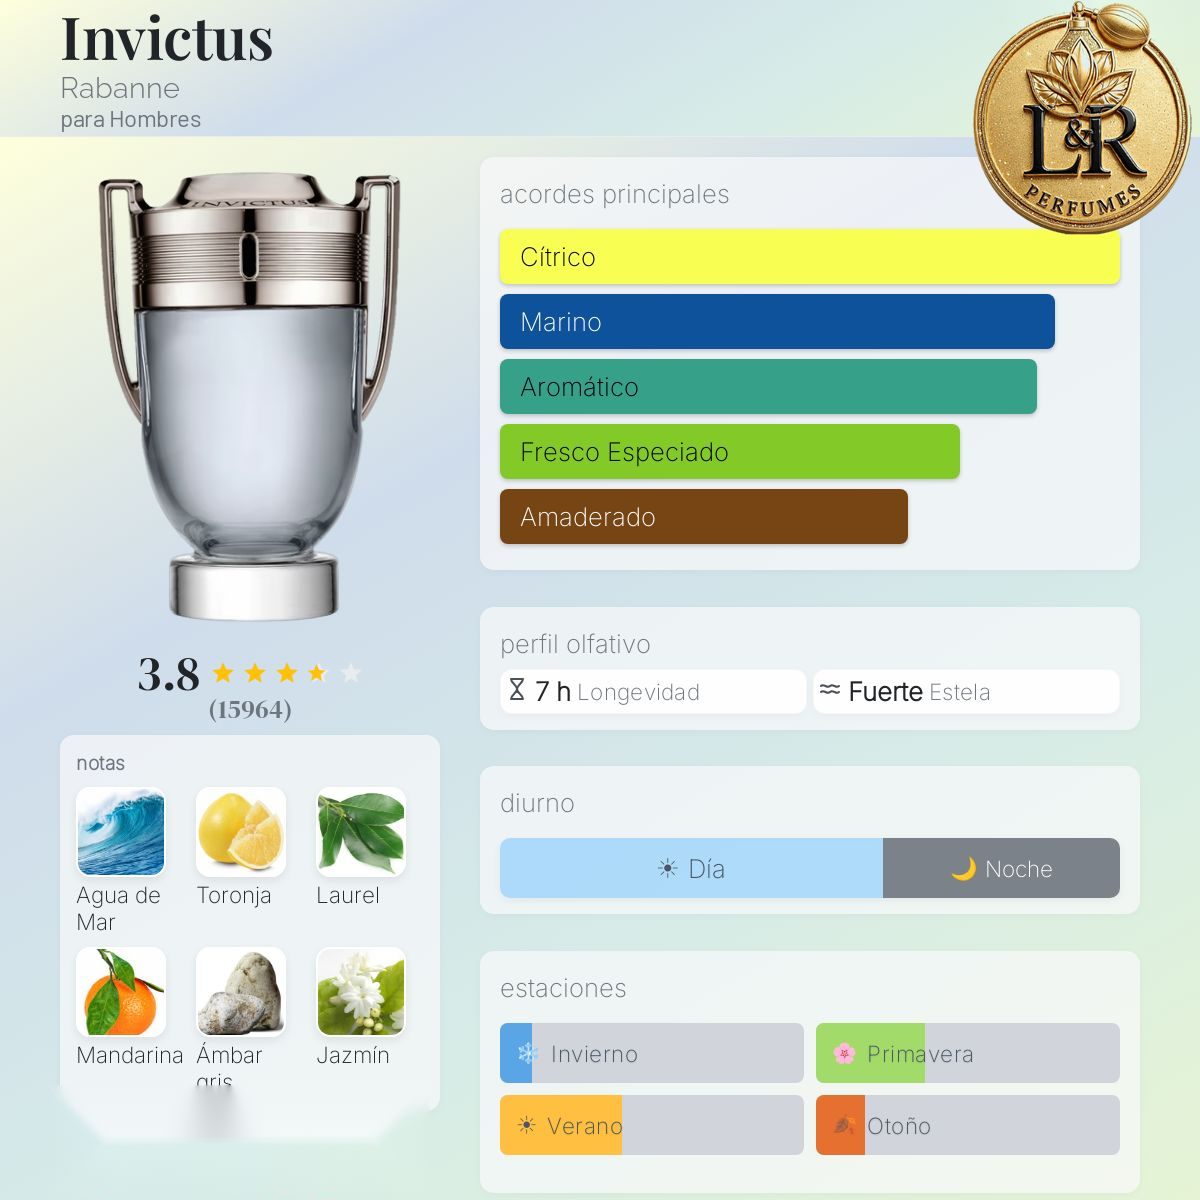 Invictus
Rabanne
para Hombres
L&R
PERFUMES
INVICTUS
3.8
(15964)
notas
Agua de
Mar
Toronja
Laurel
Mandarina
Ámbar
gris
Jazmín
acordes principales
Cítrico
Marino
Aromático
Fresco Especiado
Amaderado
perfil olfativo
7 h Longevidad
Fuerte Estela
diurno
Día
Noche
estaciones
Invierno
Primavera
Verano
Otoño